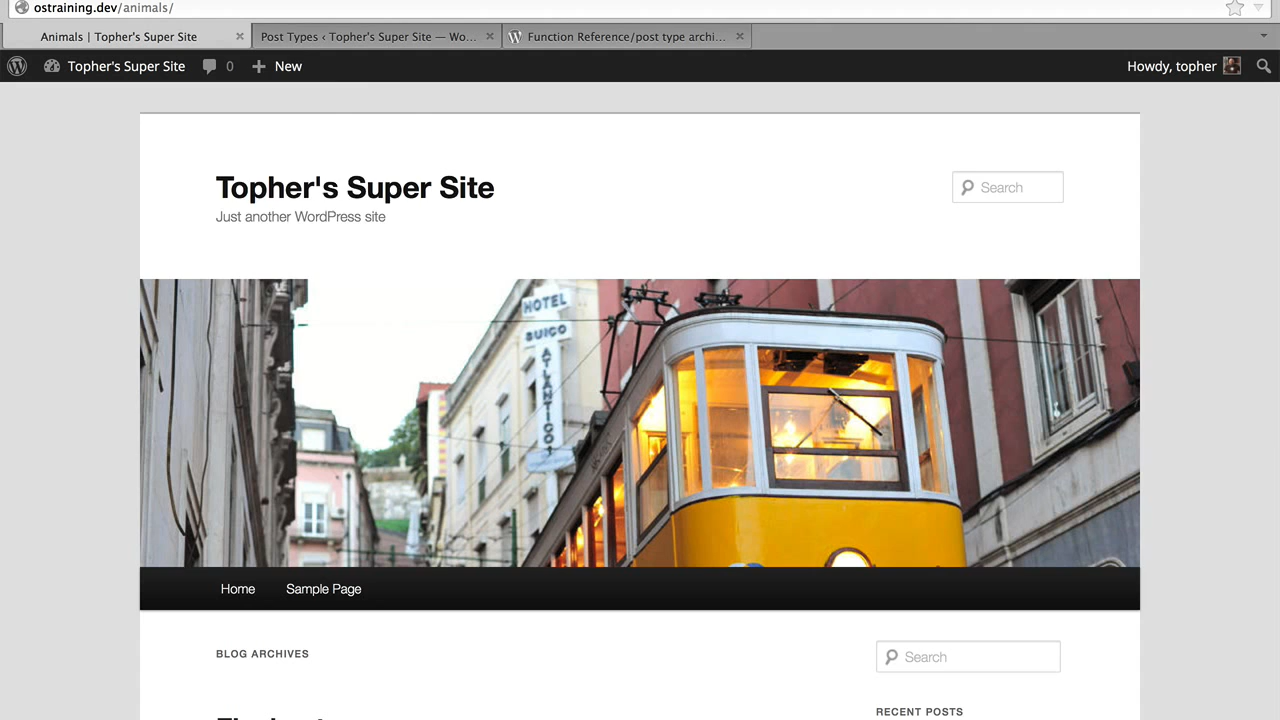 ostraining.dev/animals/
Animals | Topher's Super Site
Post Types ‹ Topher's Super Site — Wo...
Function Reference/post type archi...
Topher's Super Site 0 New
Howdy, topher
Topher's Super Site
Just another WordPress site
Search
HOTEL
SUICO
ATLANTICO
Home Sample Page
BLOG ARCHIVES
Search
RECENT POSTS